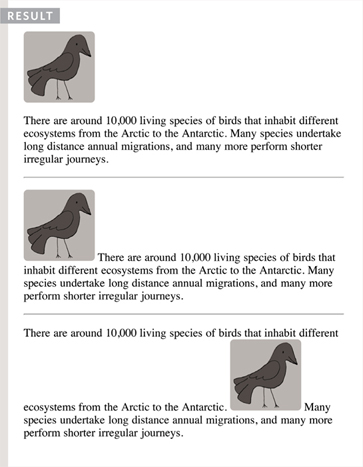 RESULT
There are around 10,000 living species of birds that inhabit different
ecosystems from the Arctic to the Antarctic. Many species undertake
long distance annual migrations, and many more perform shorter
irregular journeys.
There are around 10,000 living species of birds that
inhabit different ecosystems from the Arctic to the Antarctic. Many
species undertake long distance annual migrations, and many more
perform shorter irregular journeys.
There are around 10,000 living species of birds that inhabit different
ecosystems from the Arctic to the Antarctic. Many
species undertake long distance annual migrations, and many more
perform shorter irregular journeys.